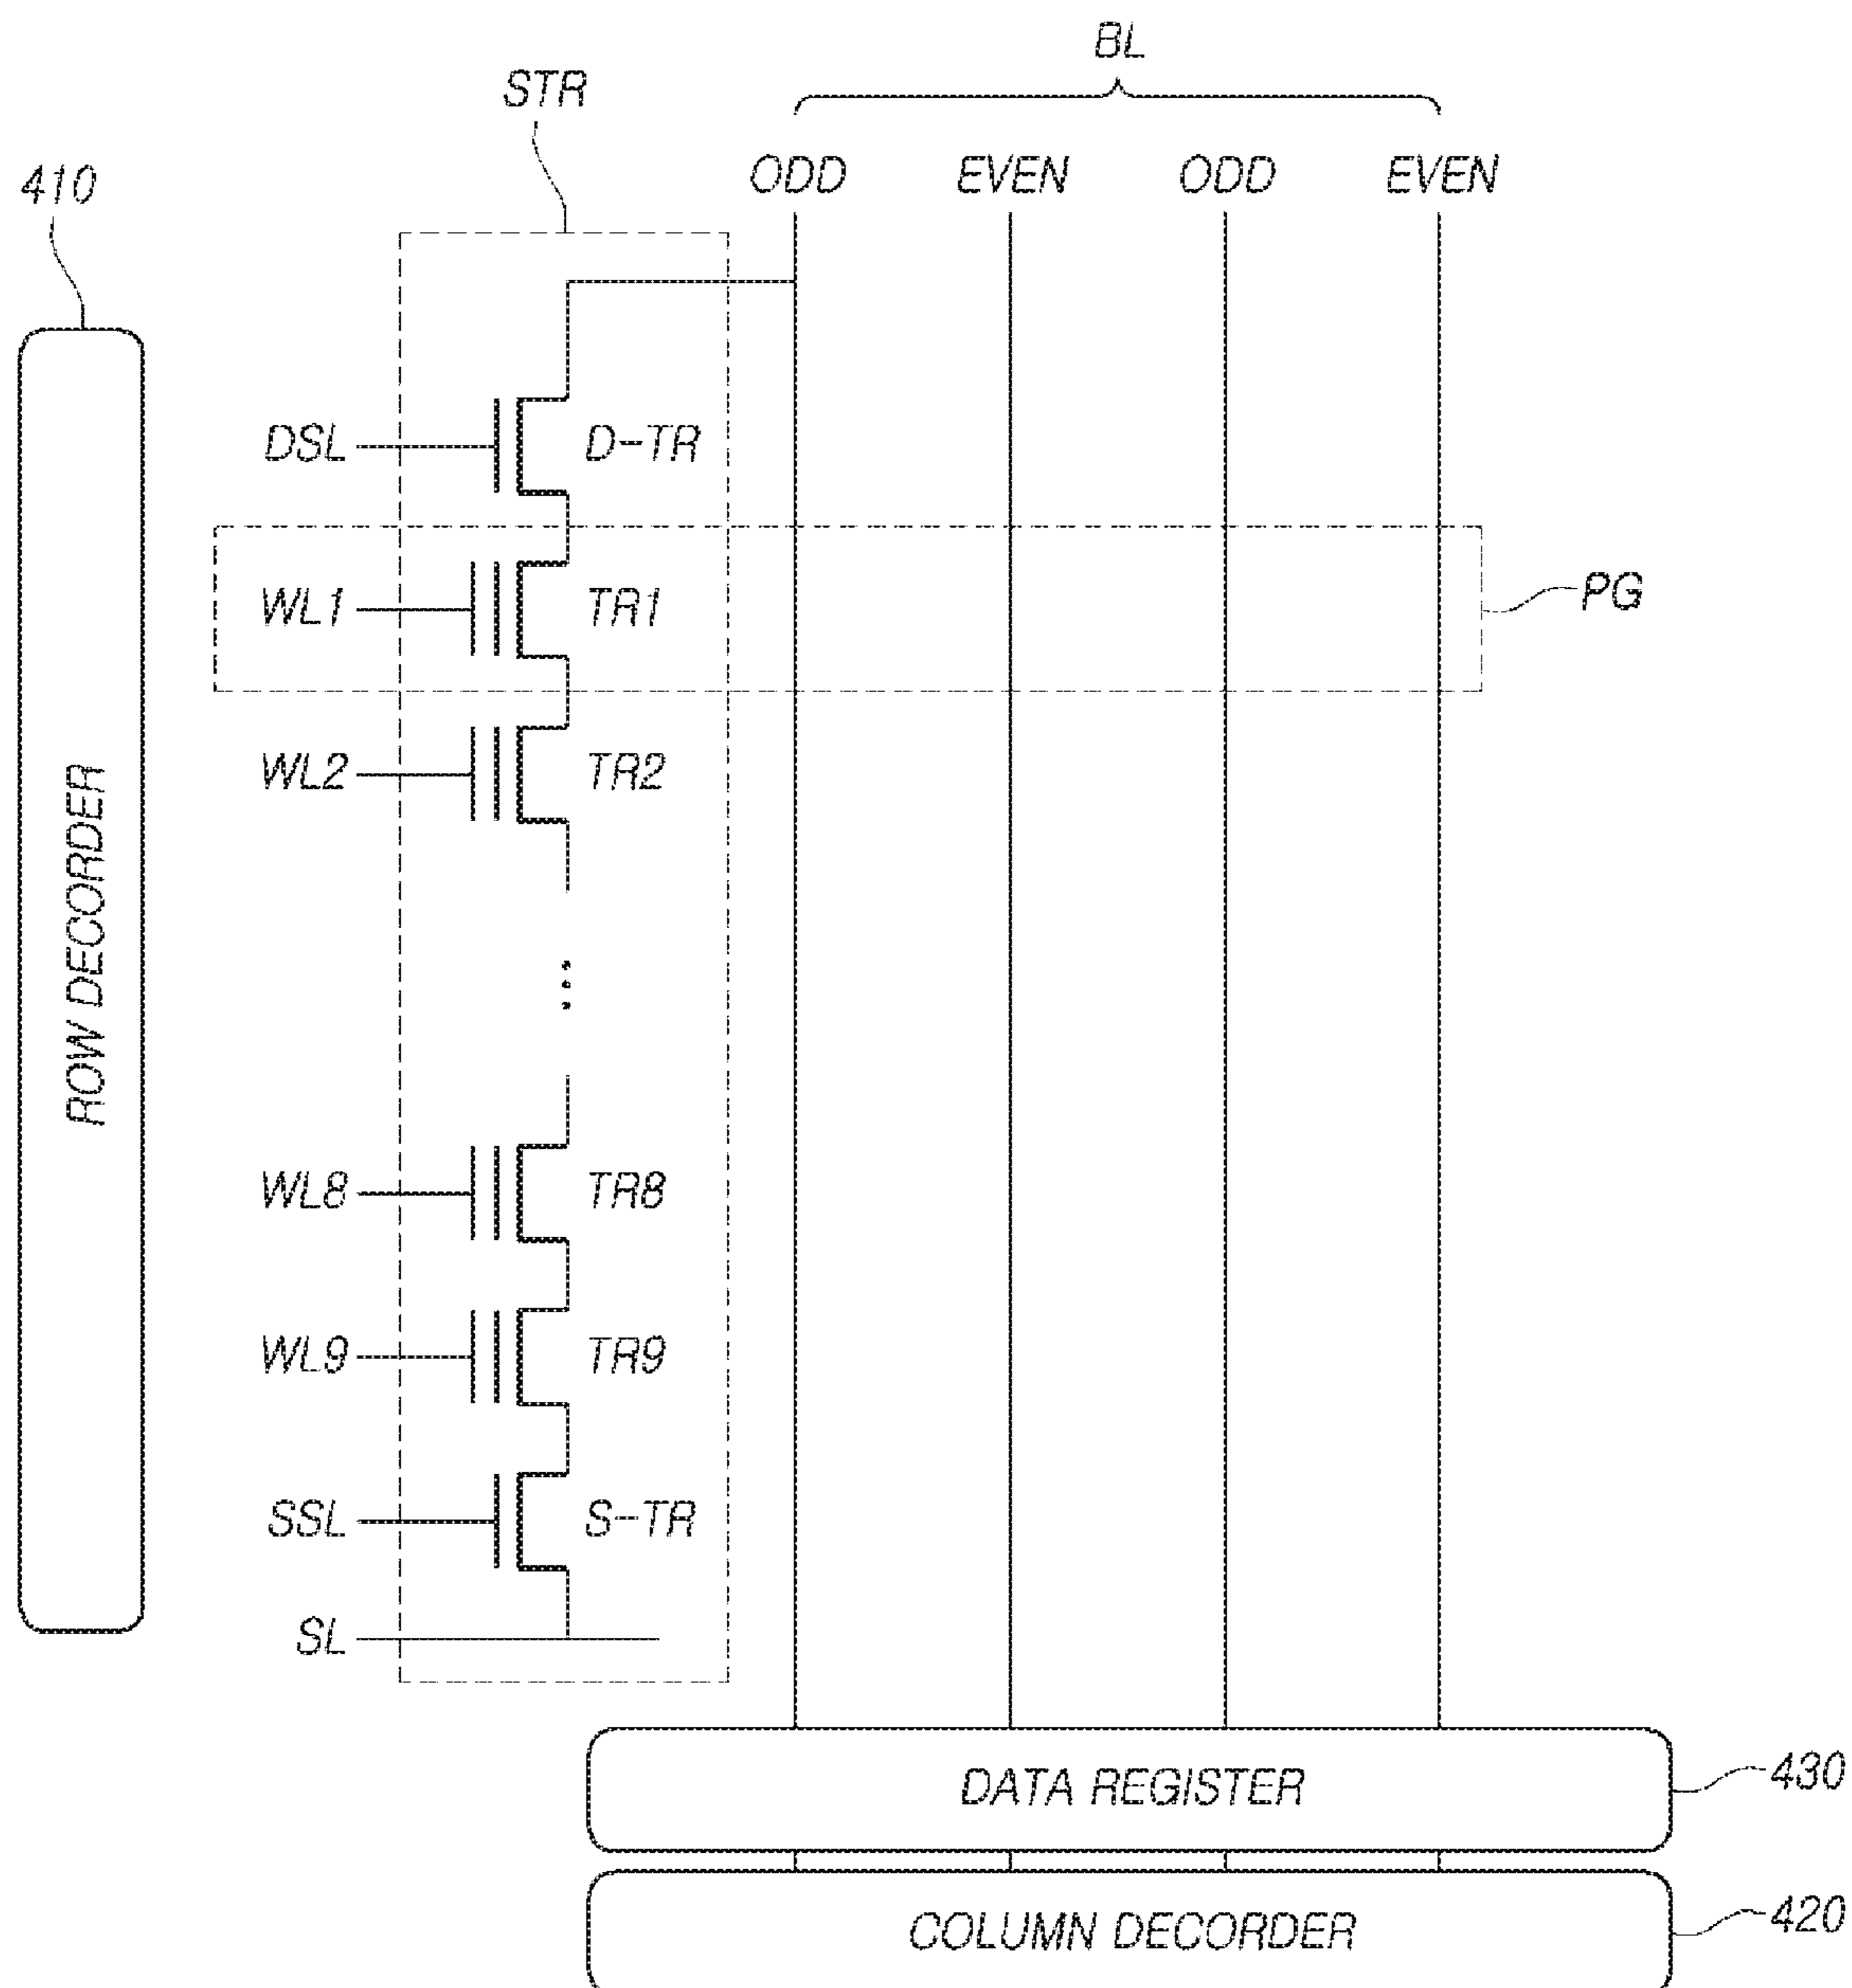 BL
STR
ODD EVEN ODD EVEN
410
DSL D-TR
WL1 TR1 PG
WL2 TR2
ROW DECORDER
WL8 TR8
WL9 TR9
SSL S-TR
SL
DATA REGISTER 430
COLUMN DECORDER 420